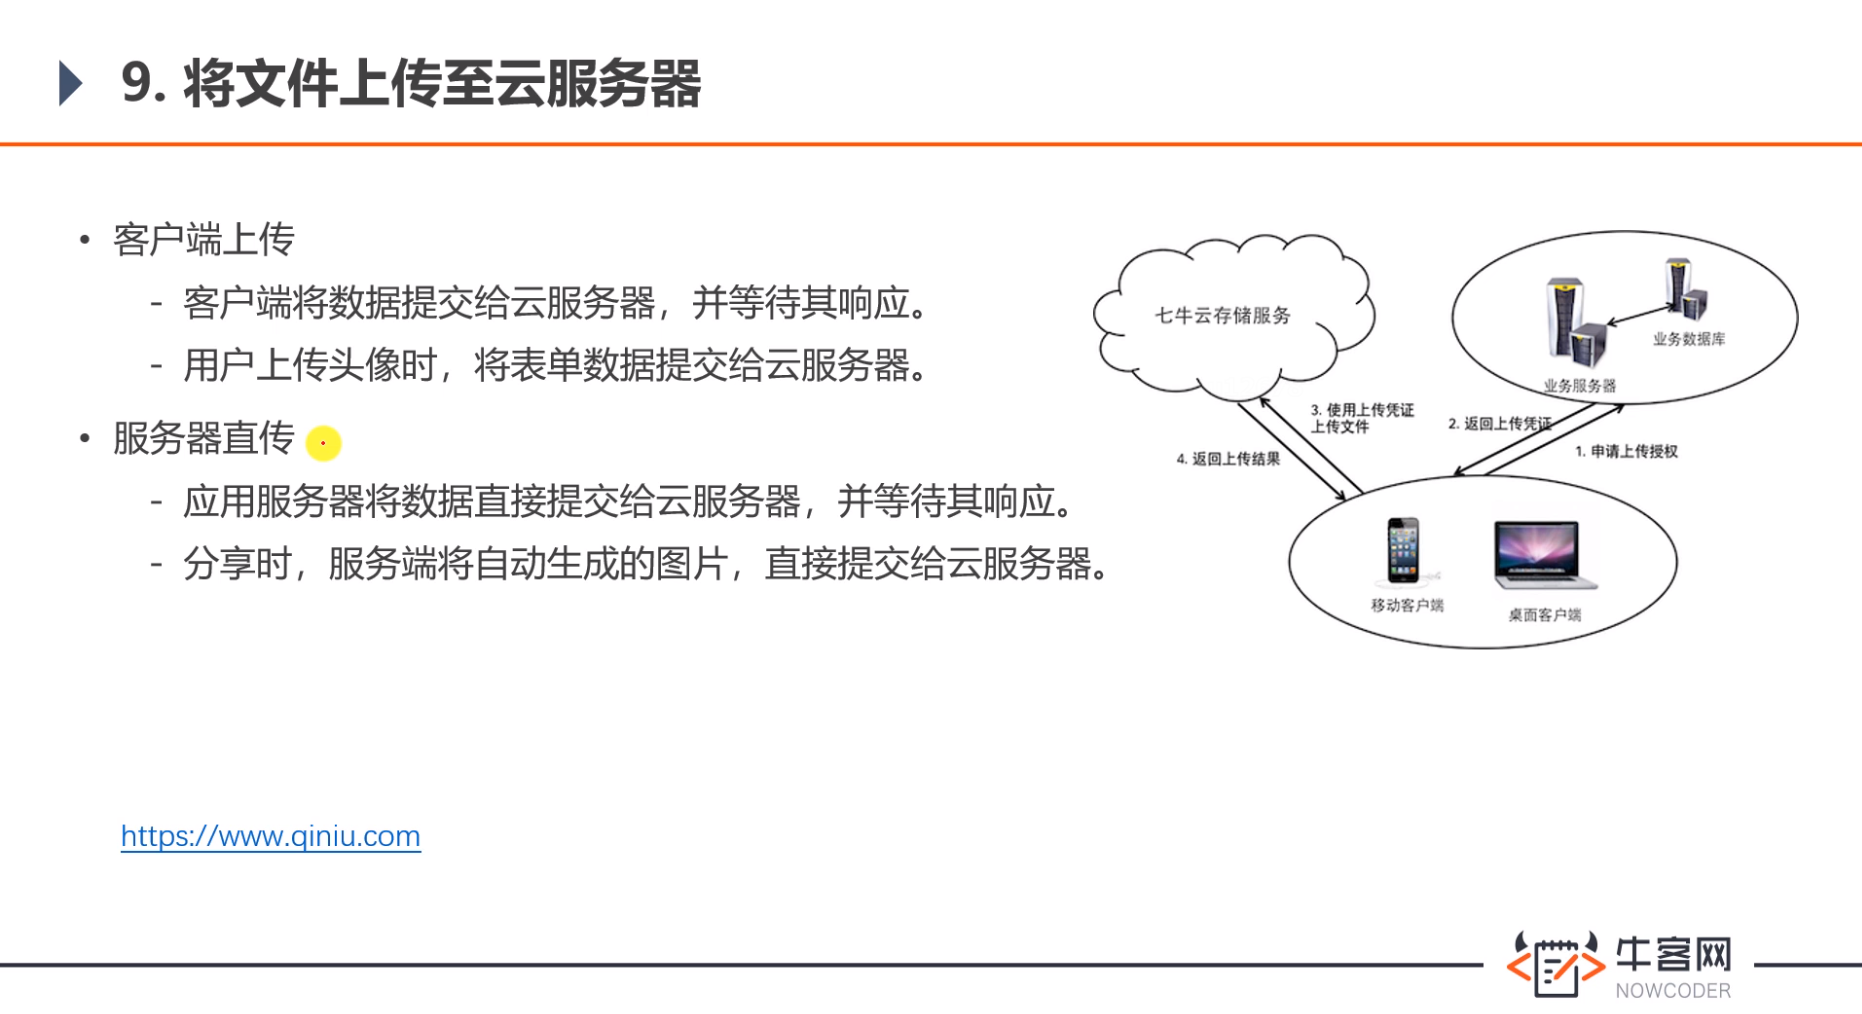 9. 将文件上传至云服务器
• 客户端上传
- 客户端将数据提交给云服务器，并等待其响应。
- 用户上传头像时，将表单数据提交给云服务器。
• 服务器直传
- 应用服务器将数据直接提交给云服务器，并等待其响应。
- 分享时，服务端将自动生成的图片，直接提交给云服务器。
https://www.qiniu.com
七牛云存储服务
业务数据库
业务服务器
3. 使用上传凭证
上传文件
2. 返回上传凭证
1. 申请上传授权
4. 返回上传结果
移动客户端
桌面客户端
牛客网
NOWCODER